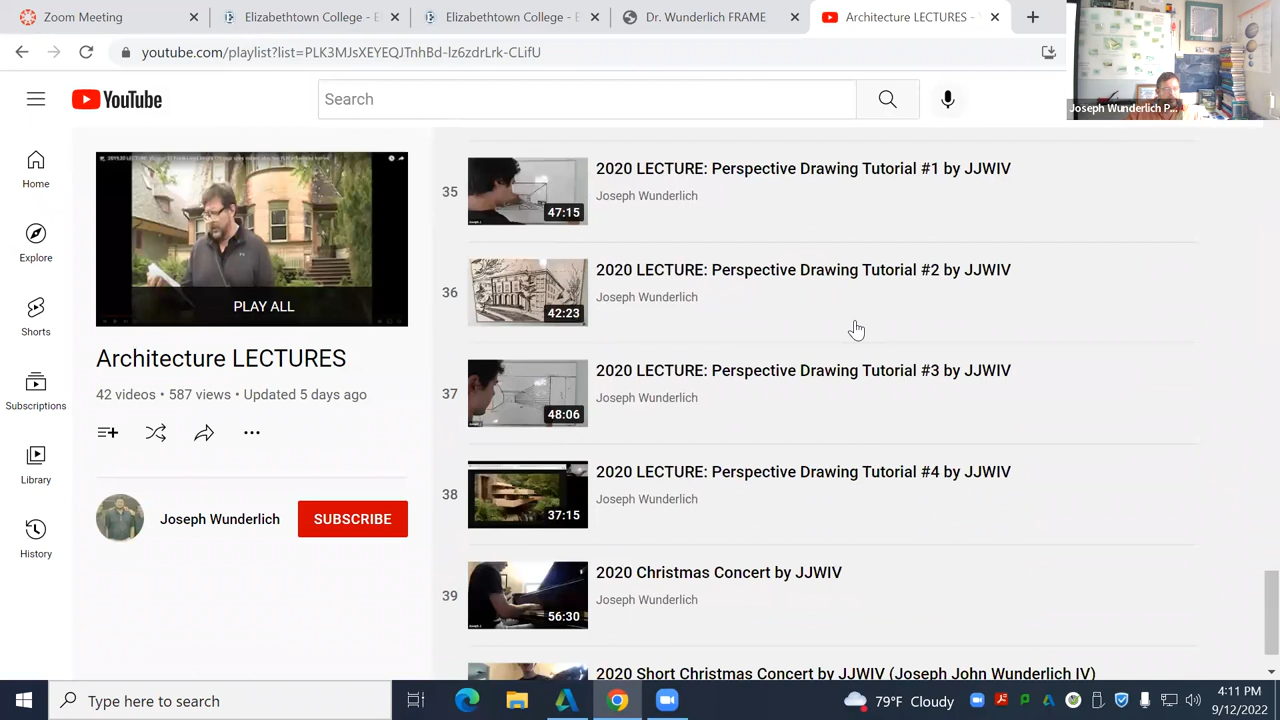 Zoom Meeting
Elizabethtown College - E
Elizabethtown College - E
Dr. Wunderlich FRAME
Architecture LECTURES -
youtube.com/playlist?list=PLK3MJsXEYEQJTnhBd-Iz6zdrLrk-CLifU
Joseph Wunderlich P...
YouTube
Search
Home
Explore
Shorts
Subscriptions
Library
History
PLAY ALL
Architecture LECTURES
42 videos • 587 views • Updated 5 days ago
Joseph Wunderlich
SUBSCRIBE
35
47:15
2020 LECTURE: Perspective Drawing Tutorial #1 by JJWIV
Joseph Wunderlich
36
42:23
2020 LECTURE: Perspective Drawing Tutorial #2 by JJWIV
Joseph Wunderlich
37
48:06
2020 LECTURE: Perspective Drawing Tutorial #3 by JJWIV
Joseph Wunderlich
38
37:15
2020 LECTURE: Perspective Drawing Tutorial #4 by JJWIV
Joseph Wunderlich
39
56:30
2020 Christmas Concert by JJWIV
Joseph Wunderlich
2020 Short Christmas Concert by JJWIV (Joseph John Wunderlich IV)
Type here to search
79°F Cloudy
4:11 PM
9/12/2022